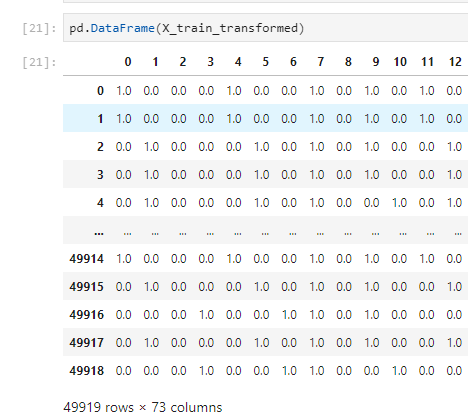 [21]: pd.DataFrame(X_train_transformed)
[21]:
0 1 2 3 4 5 6 7 8 9 10 11 12
0 1.0 0.0 0.0 0.0 1.0 0.0 0.0 1.0 0.0 1.0 0.0 1.0 0.0
1 1.0 0.0 0.0 0.0 1.0 0.0 0.0 1.0 0.0 1.0 0.0 1.0 0.0
2 0.0 1.0 0.0 0.0 0.0 1.0 0.0 1.0 0.0 1.0 0.0 0.0 1.0
3 0.0 1.0 0.0 0.0 0.0 1.0 0.0 1.0 0.0 1.0 0.0 0.0 1.0
4 0.0 1.0 0.0 0.0 0.0 1.0 0.0 1.0 0.0 0.0 1.0 0.0 1.0
... ... ... ... ... ... ... ... ... ... ... ... ... ...
49914 1.0 0.0 0.0 0.0 1.0 0.0 0.0 1.0 0.0 1.0 0.0 1.0 0.0
49915 0.0 1.0 0.0 0.0 0.0 1.0 0.0 1.0 0.0 1.0 0.0 0.0 1.0
49916 0.0 0.0 0.0 1.0 0.0 0.0 1.0 1.0 0.0 1.0 0.0 0.0 0.0
49917 0.0 1.0 0.0 0.0 0.0 1.0 0.0 1.0 0.0 1.0 0.0 0.0 1.0
49918 0.0 0.0 0.0 1.0 0.0 0.0 1.0 1.0 0.0 0.0 1.0 0.0 0.0
49919 rows × 73 columns